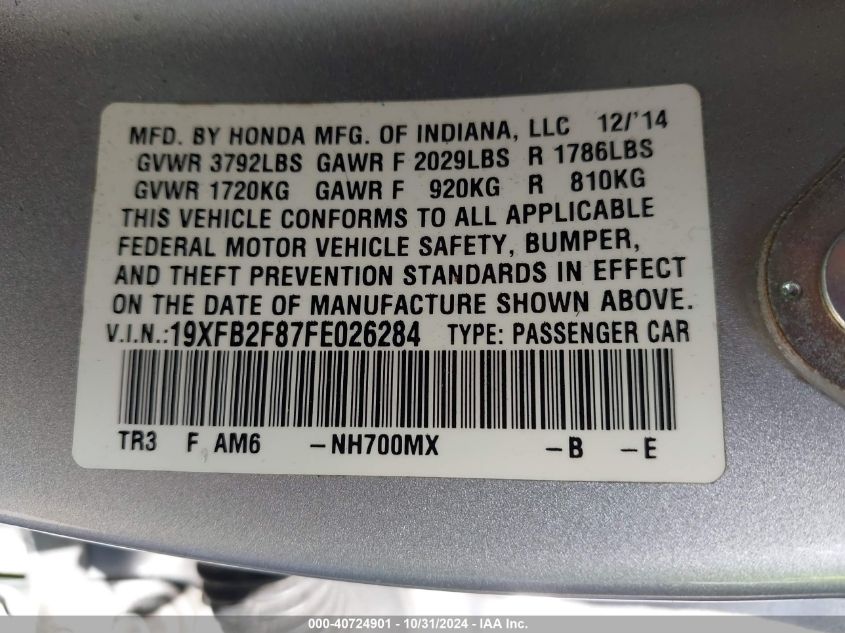 MFD. BY HONDA MFG. OF INDIANA, LLC 12/'14
GVWR 3792LBS GAWR F 2029LBS R 1786LBS
GVWR 1720KG GAWR F 920KG R 810KG
THIS VEHICLE CONFORMS TO ALL APPLICABLE
FEDERAL MOTOR VEHICLE SAFETY, BUMPER,
AND THEFT PREVENTION STANDARDS IN EFFECT
ON THE DATE OF MANUFACTURE SHOWN ABOVE.
V.I.N.:19XFB2F87FE026284 TYPE: PASSENGER CAR
TR3 F AM6 -NH700MX -B -E
000-40724901 - 10/31/2024 - IAA Inc.